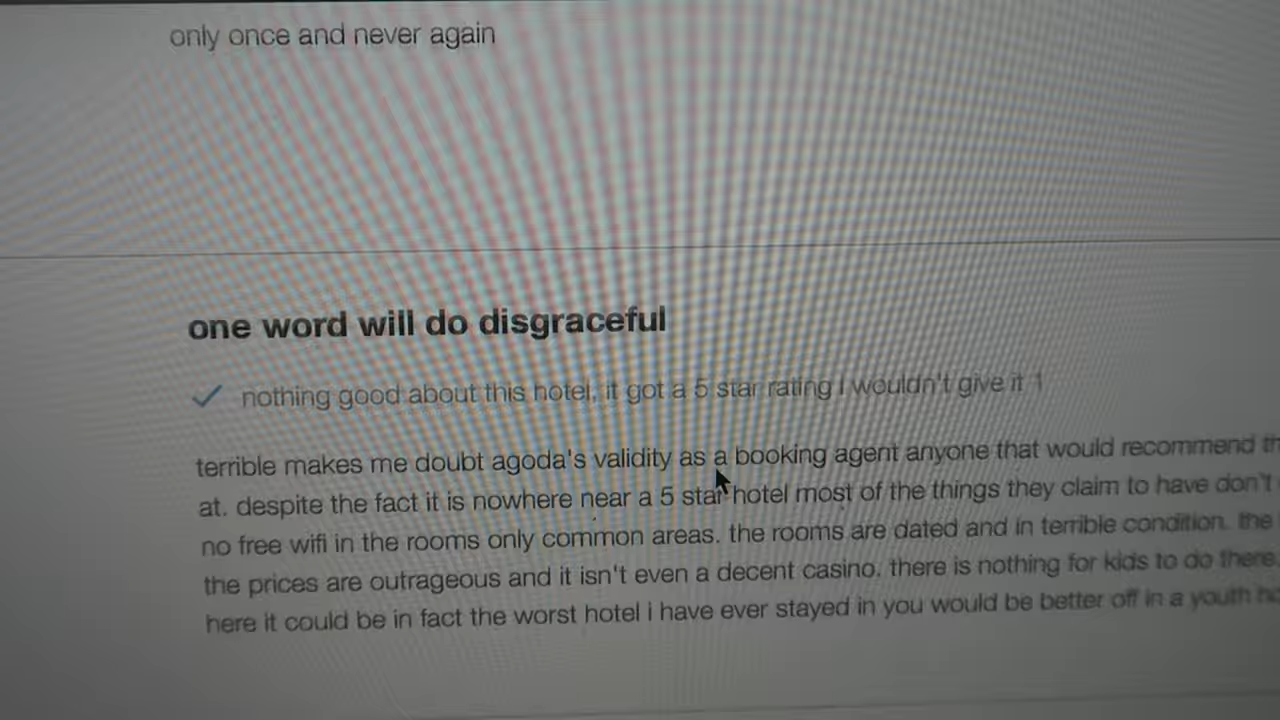 only once and never again
one word will do disgraceful
nothing good about this hotel, it got a 5 star rating i wouldn't give it 1
terrible makes me doubt agoda's validity as a booking agent anyone that would recommend
at. despite the fact it is nowhere near a 5 star hotel most of the things they claim to have don't
no free wifi in the rooms only common areas. the rooms are dated and in terrible condition. the
the prices are outrageous and it isn't even a decent casino. there is nothing for kids to do there.
here it could be in fact the worst hotel i have ever stayed in you would be better off in a youth